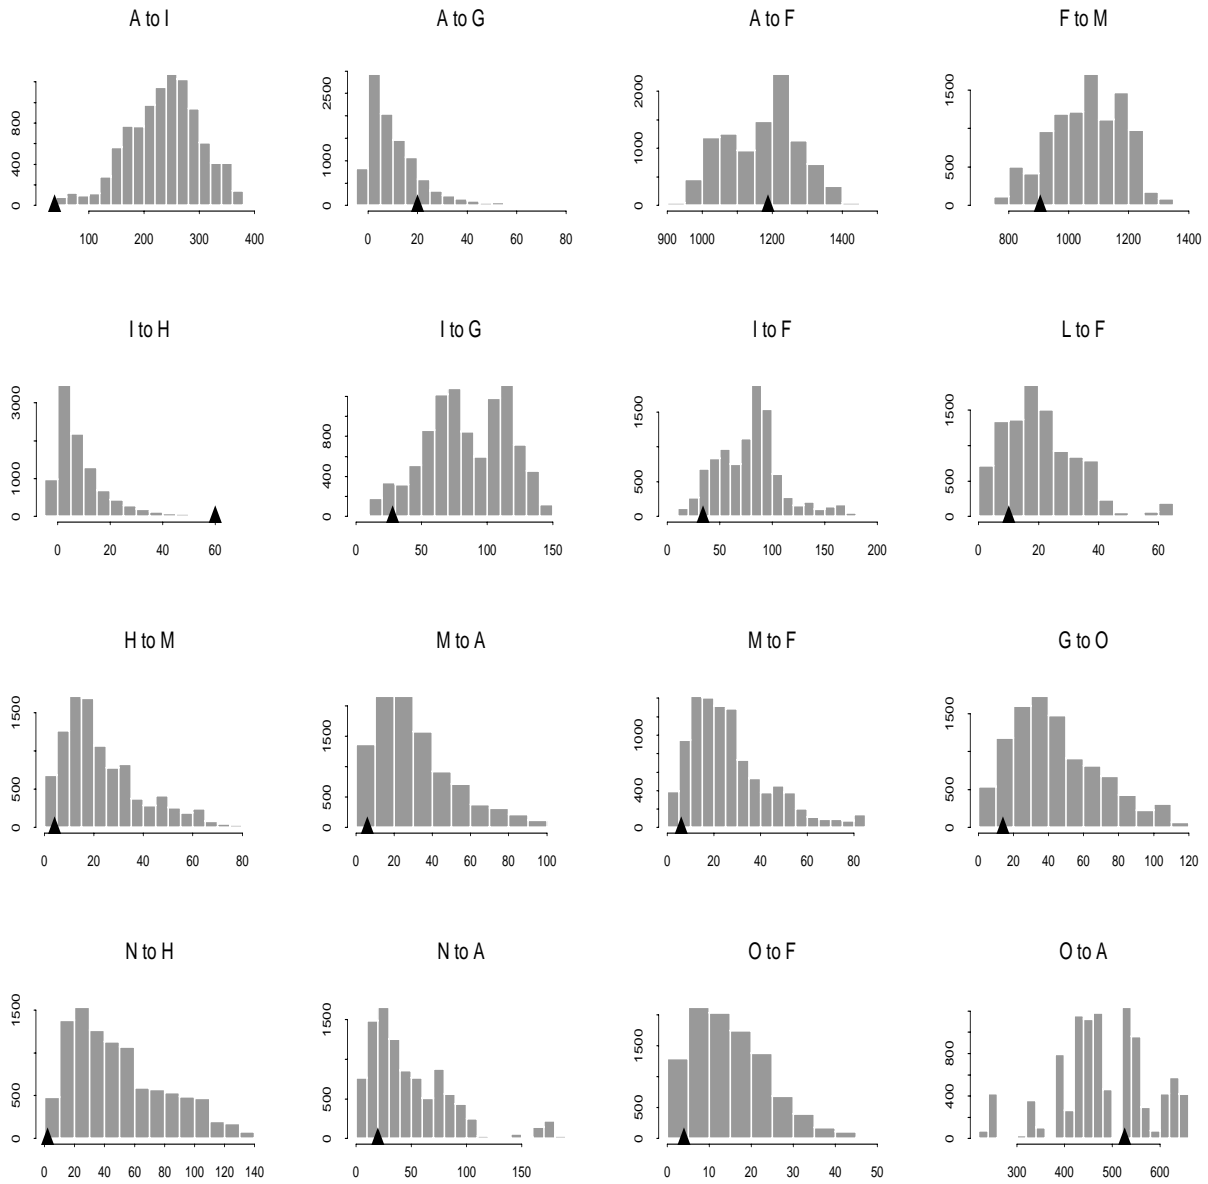 A to I
A to G
A to F
F to M
0 400 800
100 200 300 400
0 1000 2500
0 20 40 60 80
0 1000 2000
900 1000 1200 1400
0 500 1500
800 1000 1200 1400
I to H
I to G
I to F
L to F
0 1000 3000
0 20 40 60
0 400 800
0 50 100 150
0 500 1500
0 50 100 150 200
0 500 1500
0 20 40 60
H to M
M to A
M to F
G to O
0 500 1500
0 20 40 60 80
0 500 1500
0 20 40 60 80 100
0 400 1000
0 20 40 60 80
0 500 1500
0 20 40 60 80 100 120
N to H
N to A
O to F
O to A
0 500 1500
0 20 40 60 80 100 120 140
0 500 1500
0 50 100 150
0 500 1500
0 10 20 30 40 50
0 400 800
300 400 500 600